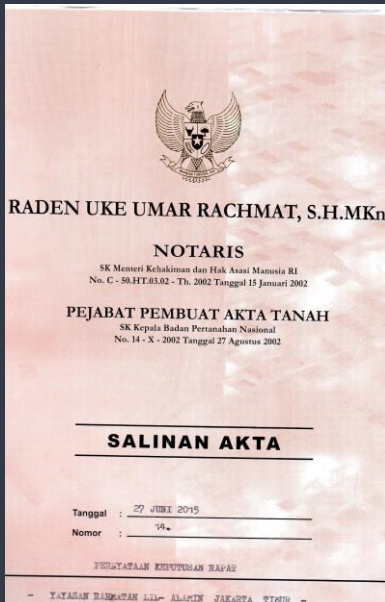 RADEN UKE UMAR RACHMAT, S.H.MKn
NOTARIS
SK Menteri Kehakiman dan Hak Asasi Manusia RI
No. C - 50.HT.03.02 - Th. 2002 Tanggal 15 Januari 2002
PEJABAT PEMBUAT AKTA TANAH
SK Kepala Badan Pertanahan Nasional
No. 14 - X - 2002 Tanggal 27 Agustus 2002
SALINAN AKTA
Tanggal : 27 JUNI 2015
Nomor : 14.
PERNYATAAN KEPUTUSAN RAPAT
- YAYASAN RAHMATAN LIL- ALAMIN JAKARTA TIMUR -